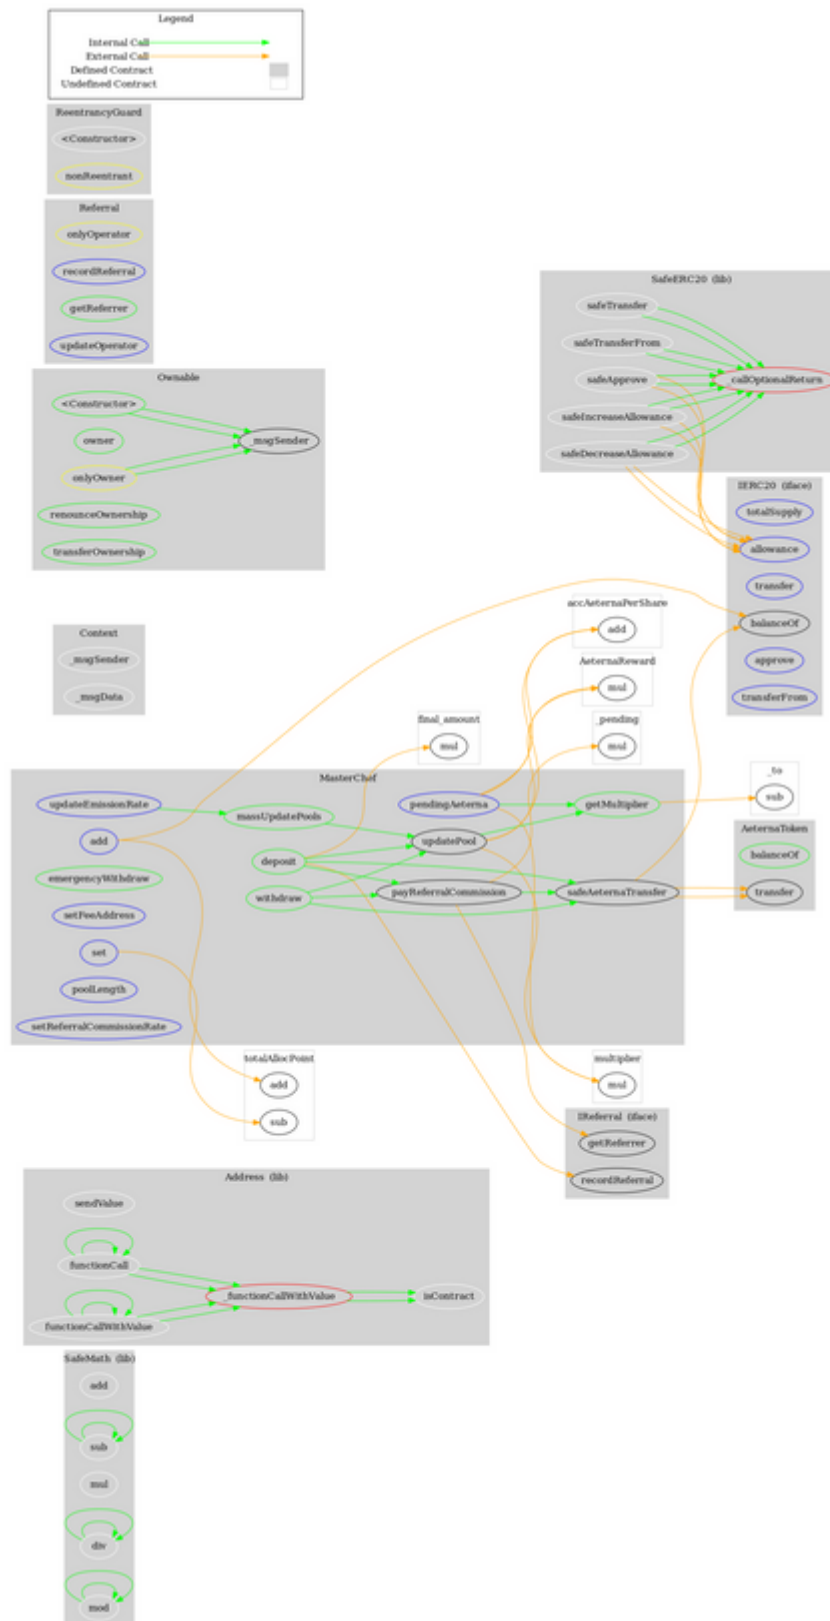 Legend
Internal Call
External Call
Defined Contract
Undefined Contract
ReentrancyGuard
<Constructor>
nonReentrant
Referral
onlyOperator
recordReferral
getReferrer
updateOperator
SafeERC20 (lib)
safeTransfer
safeTransferFrom
safeApprove
_callOptionalReturn
safeIncreaseAllowance
safeDecreaseAllowance
Ownable
<Constructor>
owner
_msgSender
onlyOwner
renounceOwnership
transferOwnership
IERC20 (iface)
totalSupply
allowance
transfer
balanceOf
approve
transferFrom
Context
_msgSender
_msgData
accAeternaPerShare
add
AeternaReward
mul
final_amount
mul
_pending
mul
MasterChef
updateEmissionRate
massUpdatePools
pendingAeterna
getMultiplier
add
updatePool
deposit
emergencyWithdraw
withdraw
payReferralCommission
safeAeternaTransfer
setFeeAddress
set
poolLength
setReferralCommissionRate
_to
sub
AeternaToken
balanceOf
transfer
totalAllocPoint
add
sub
multiplier
mul
IReferral (iface)
getReferrer
recordReferral
Address (lib)
sendValue
functionCall
_functionCallWithValue
isContract
functionCallWithValue
SafeMath (lib)
add
sub
mul
div
mod